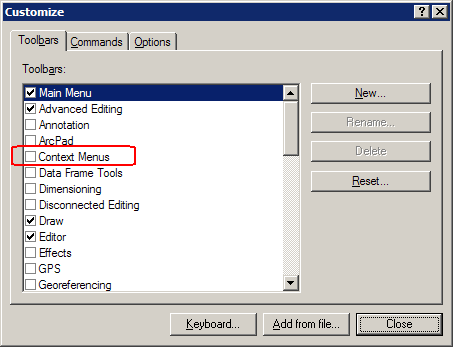 Customize
Toolbars Commands Options
Toolbars:
Main Menu
Advanced Editing
Annotation
ArcPad
Context Menus
Data Frame Tools
Dimensioning
Disconnected Editing
Draw
Editor
Effects
GPS
Georeferencing
New...
Rename...
Delete
Reset...
Keyboard... Add from file... Close